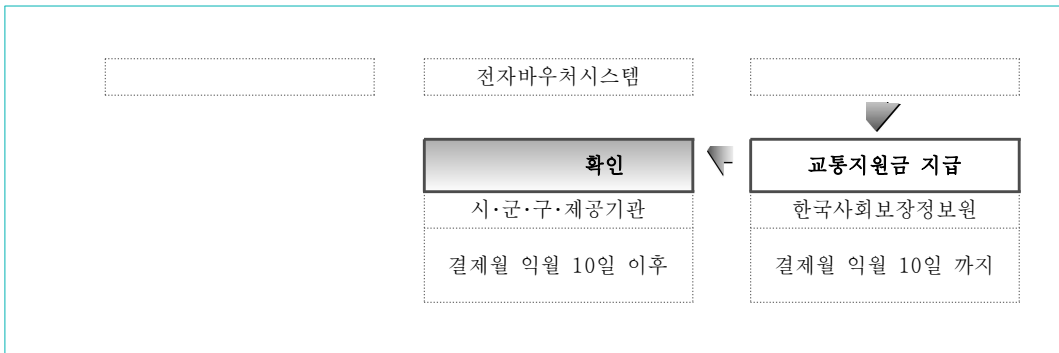 전자바우처시스템
확인
교통지원금 지급
시·군·구·제공기관
한국사회보장정보원
결제월 익월 10일 이후
결제월 익월 10일 까지